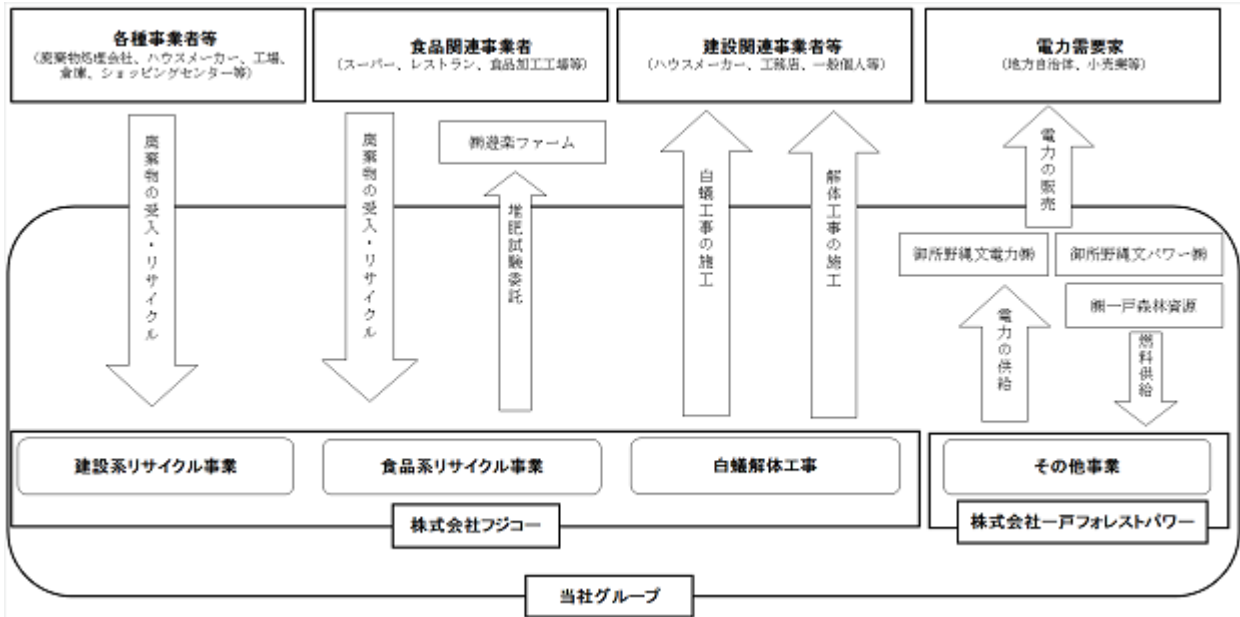 各種事業者等
（廃棄物処理会社、ハウスメーカー、工場、
倉庫、ショッピングセンター等）
食品関連事業者
（スーパー、レストラン、食品加工工場等）
建設関連事業者等
（ハウスメーカー、工務店、一般個人等）
電力需要家
（地方自治体、小売業等）
廃棄物の受入・リサイクル
廃棄物の受入・リサイクル
㈱遊楽ファーム
堆肥試験委託
白蟻工事の施工
解体工事の施工
電力の販売
御所野縄文電力㈱
御所野縄文パワー㈱
㈱一戸森林資源
電力の供給
燃料供給
建設系リサイクル事業
食品系リサイクル事業
白蟻解体工事
その他事業
株式会社フジコー
株式会社一戸フォレストパワー
当社グループ